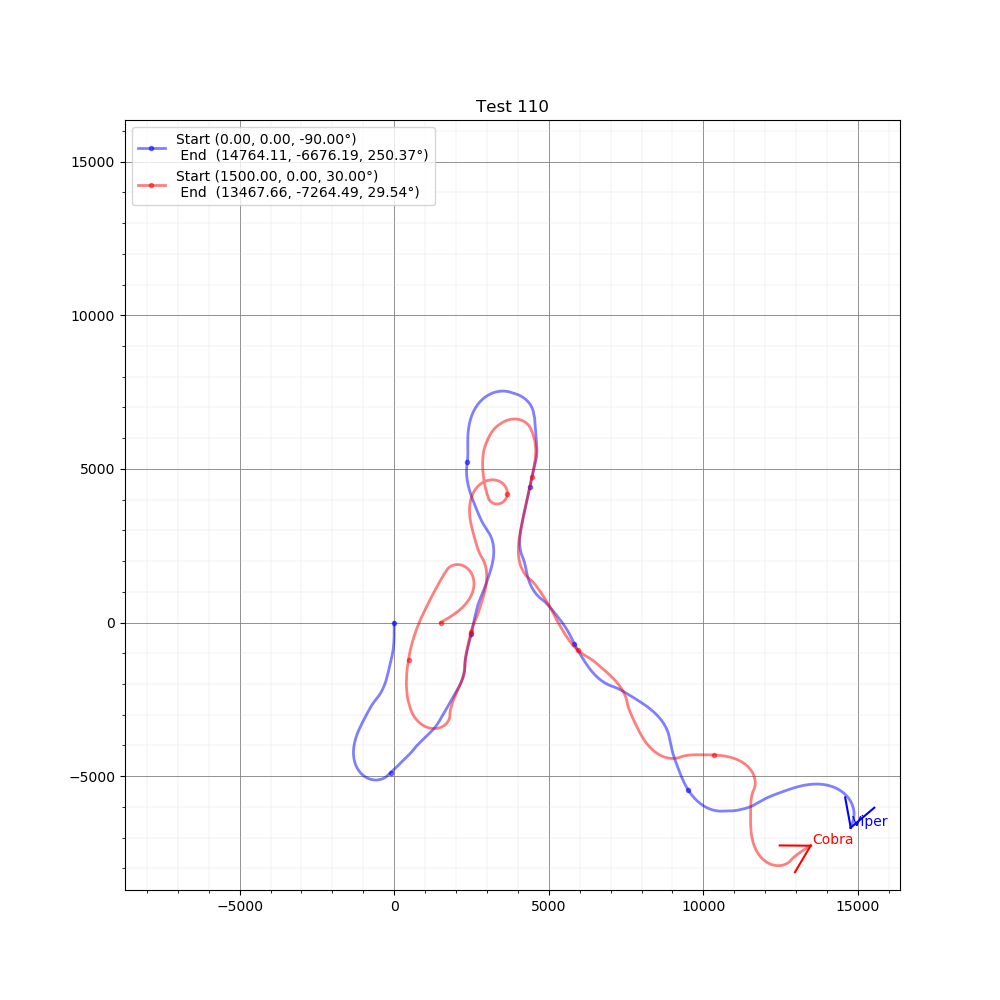 Test 110
Start (0.00, 0.00, -90.00°)
End (14764.11, -6676.19, 250.37°)
Start (1500.00, 0.00, 30.00°)
End (13467.66, -7264.49, 29.54°)
15000
10000
5000
0
−5000
Viper
Cobra
−5000
0
5000
10000
15000